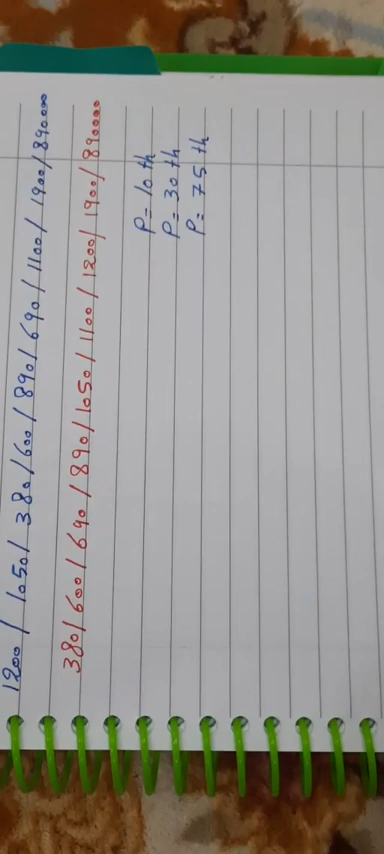 1200 / 1050 / 380 / 600 / 890 / 690 / 1100 / 1900 / 890000
380 / 600 / 690 / 890 / 1050 / 1100 / 1200 / 1900 / 890000
P = 10 th
P = 30 th
P = 75 th